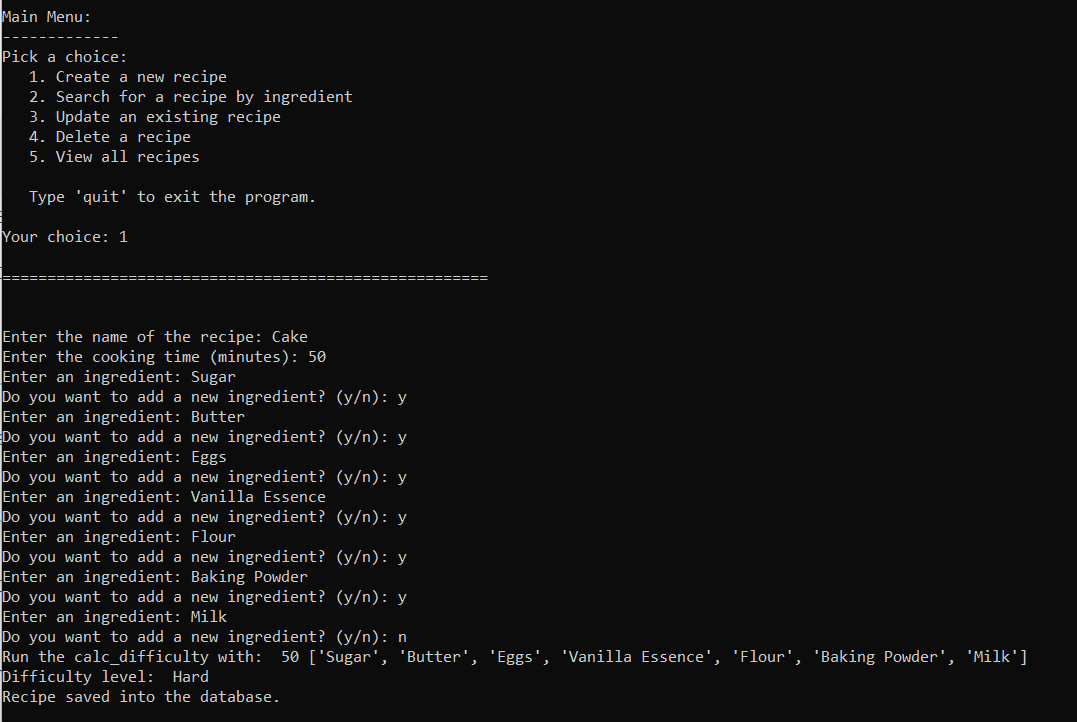 Main Menu:
-------------
Pick a choice:
   1. Create a new recipe
   2. Search for a recipe by ingredient
   3. Update an existing recipe
   4. Delete a recipe
   5. View all recipes
   Type 'quit' to exit the program.
Your choice: 1
======================================================
Enter the name of the recipe: Cake
Enter the cooking time (minutes): 50
Enter an ingredient: Sugar
Do you want to add a new ingredient? (y/n): y
Enter an ingredient: Butter
Do you want to add a new ingredient? (y/n): y
Enter an ingredient: Eggs
Do you want to add a new ingredient? (y/n): y
Enter an ingredient: Vanilla Essence
Do you want to add a new ingredient? (y/n): y
Enter an ingredient: Flour
Do you want to add a new ingredient? (y/n): y
Enter an ingredient: Baking Powder
Do you want to add a new ingredient? (y/n): y
Enter an ingredient: Milk
Do you want to add a new ingredient? (y/n): n
Run the calc_difficulty with:  50 ['Sugar', 'Butter', 'Eggs', 'Vanilla Essence', 'Flour', 'Baking Powder', 'Milk']
Difficulty level:  Hard
Recipe saved into the database.